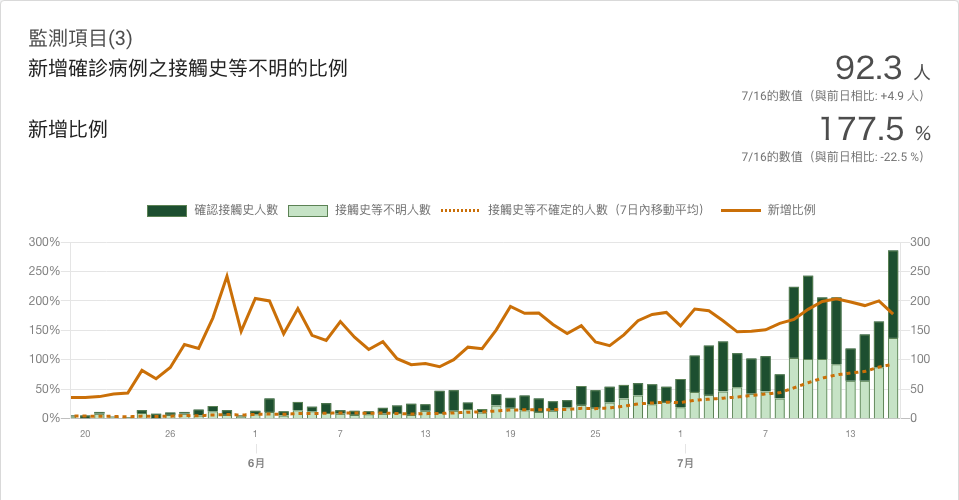 監測項目(3)
新增確診病例之接觸史等不明的比例
92.3 人
7/16的數值（與前日相比: +4.9 人）
新增比例
177.5 %
7/16的數值（與前日相比: -22.5 %）
確認接觸史人數 接觸史等不明人數 接觸史等不確定的人數（7日內移動平均） 新增比例
300% 300
250% 250
200% 200
150% 150
100% 100
50% 50
0% 0
20 26 1 7 13 19 25 1 7 13
6月 7月